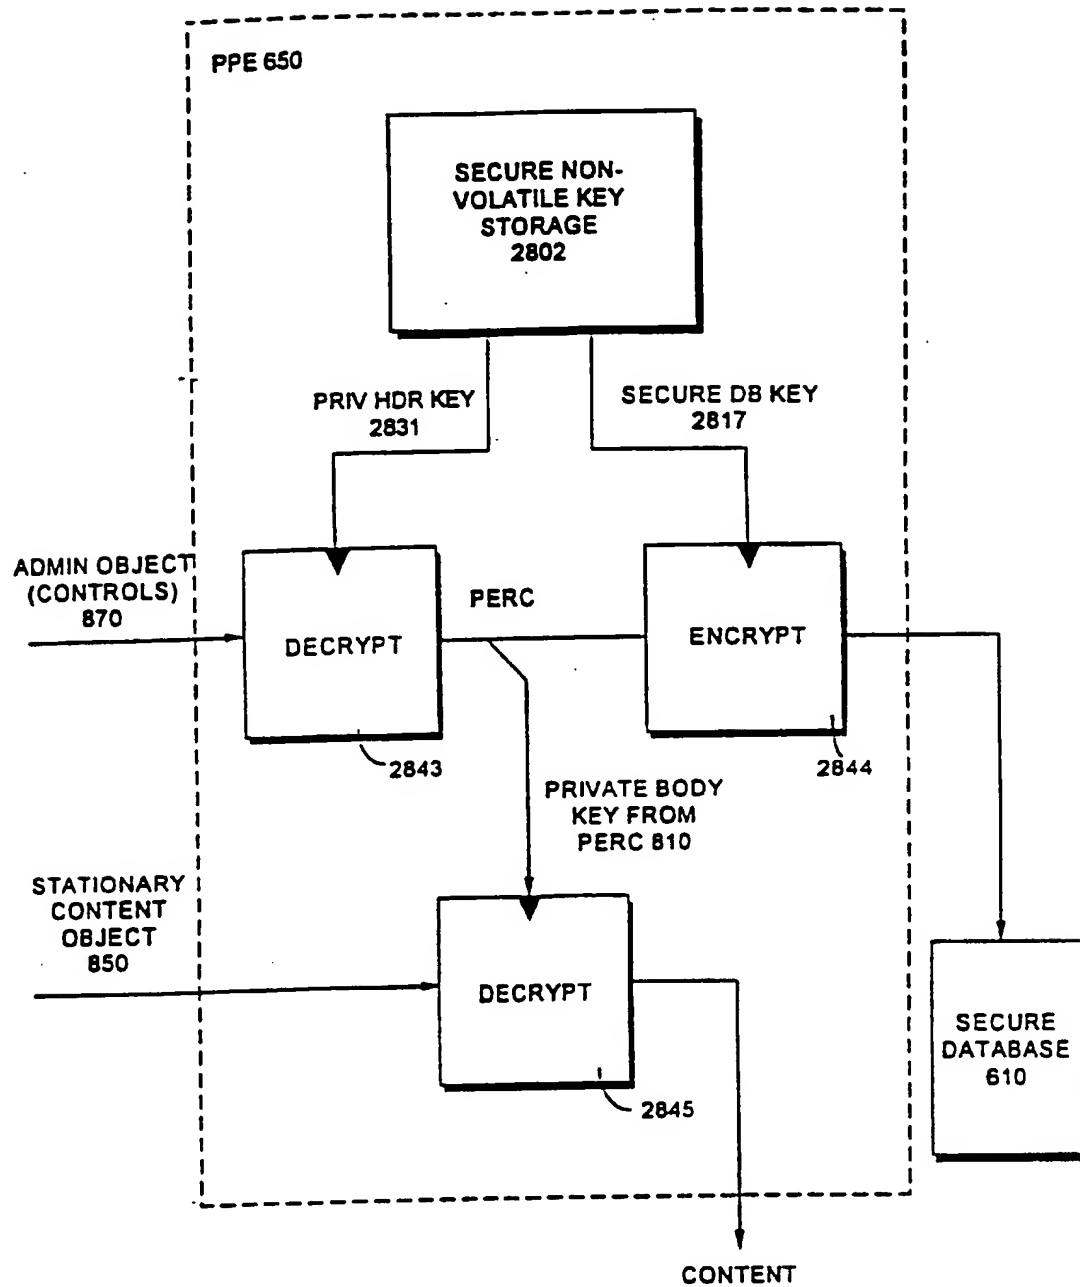 PPE 650
SECURE NON-
VOLATILE KEY
STORAGE
2802
PRIV HDR KEY
2831
SECURE DB KEY
2817
ADMIN OBJECT
(CONTROLS)
870
DECRYPT
PERC
ENCRYPT
2843
2844
PRIVATE BODY
KEY FROM
PERC 810
STATIONARY
CONTENT
OBJECT
850
DECRYPT
2845
SECURE
DATABASE
610
CONTENT